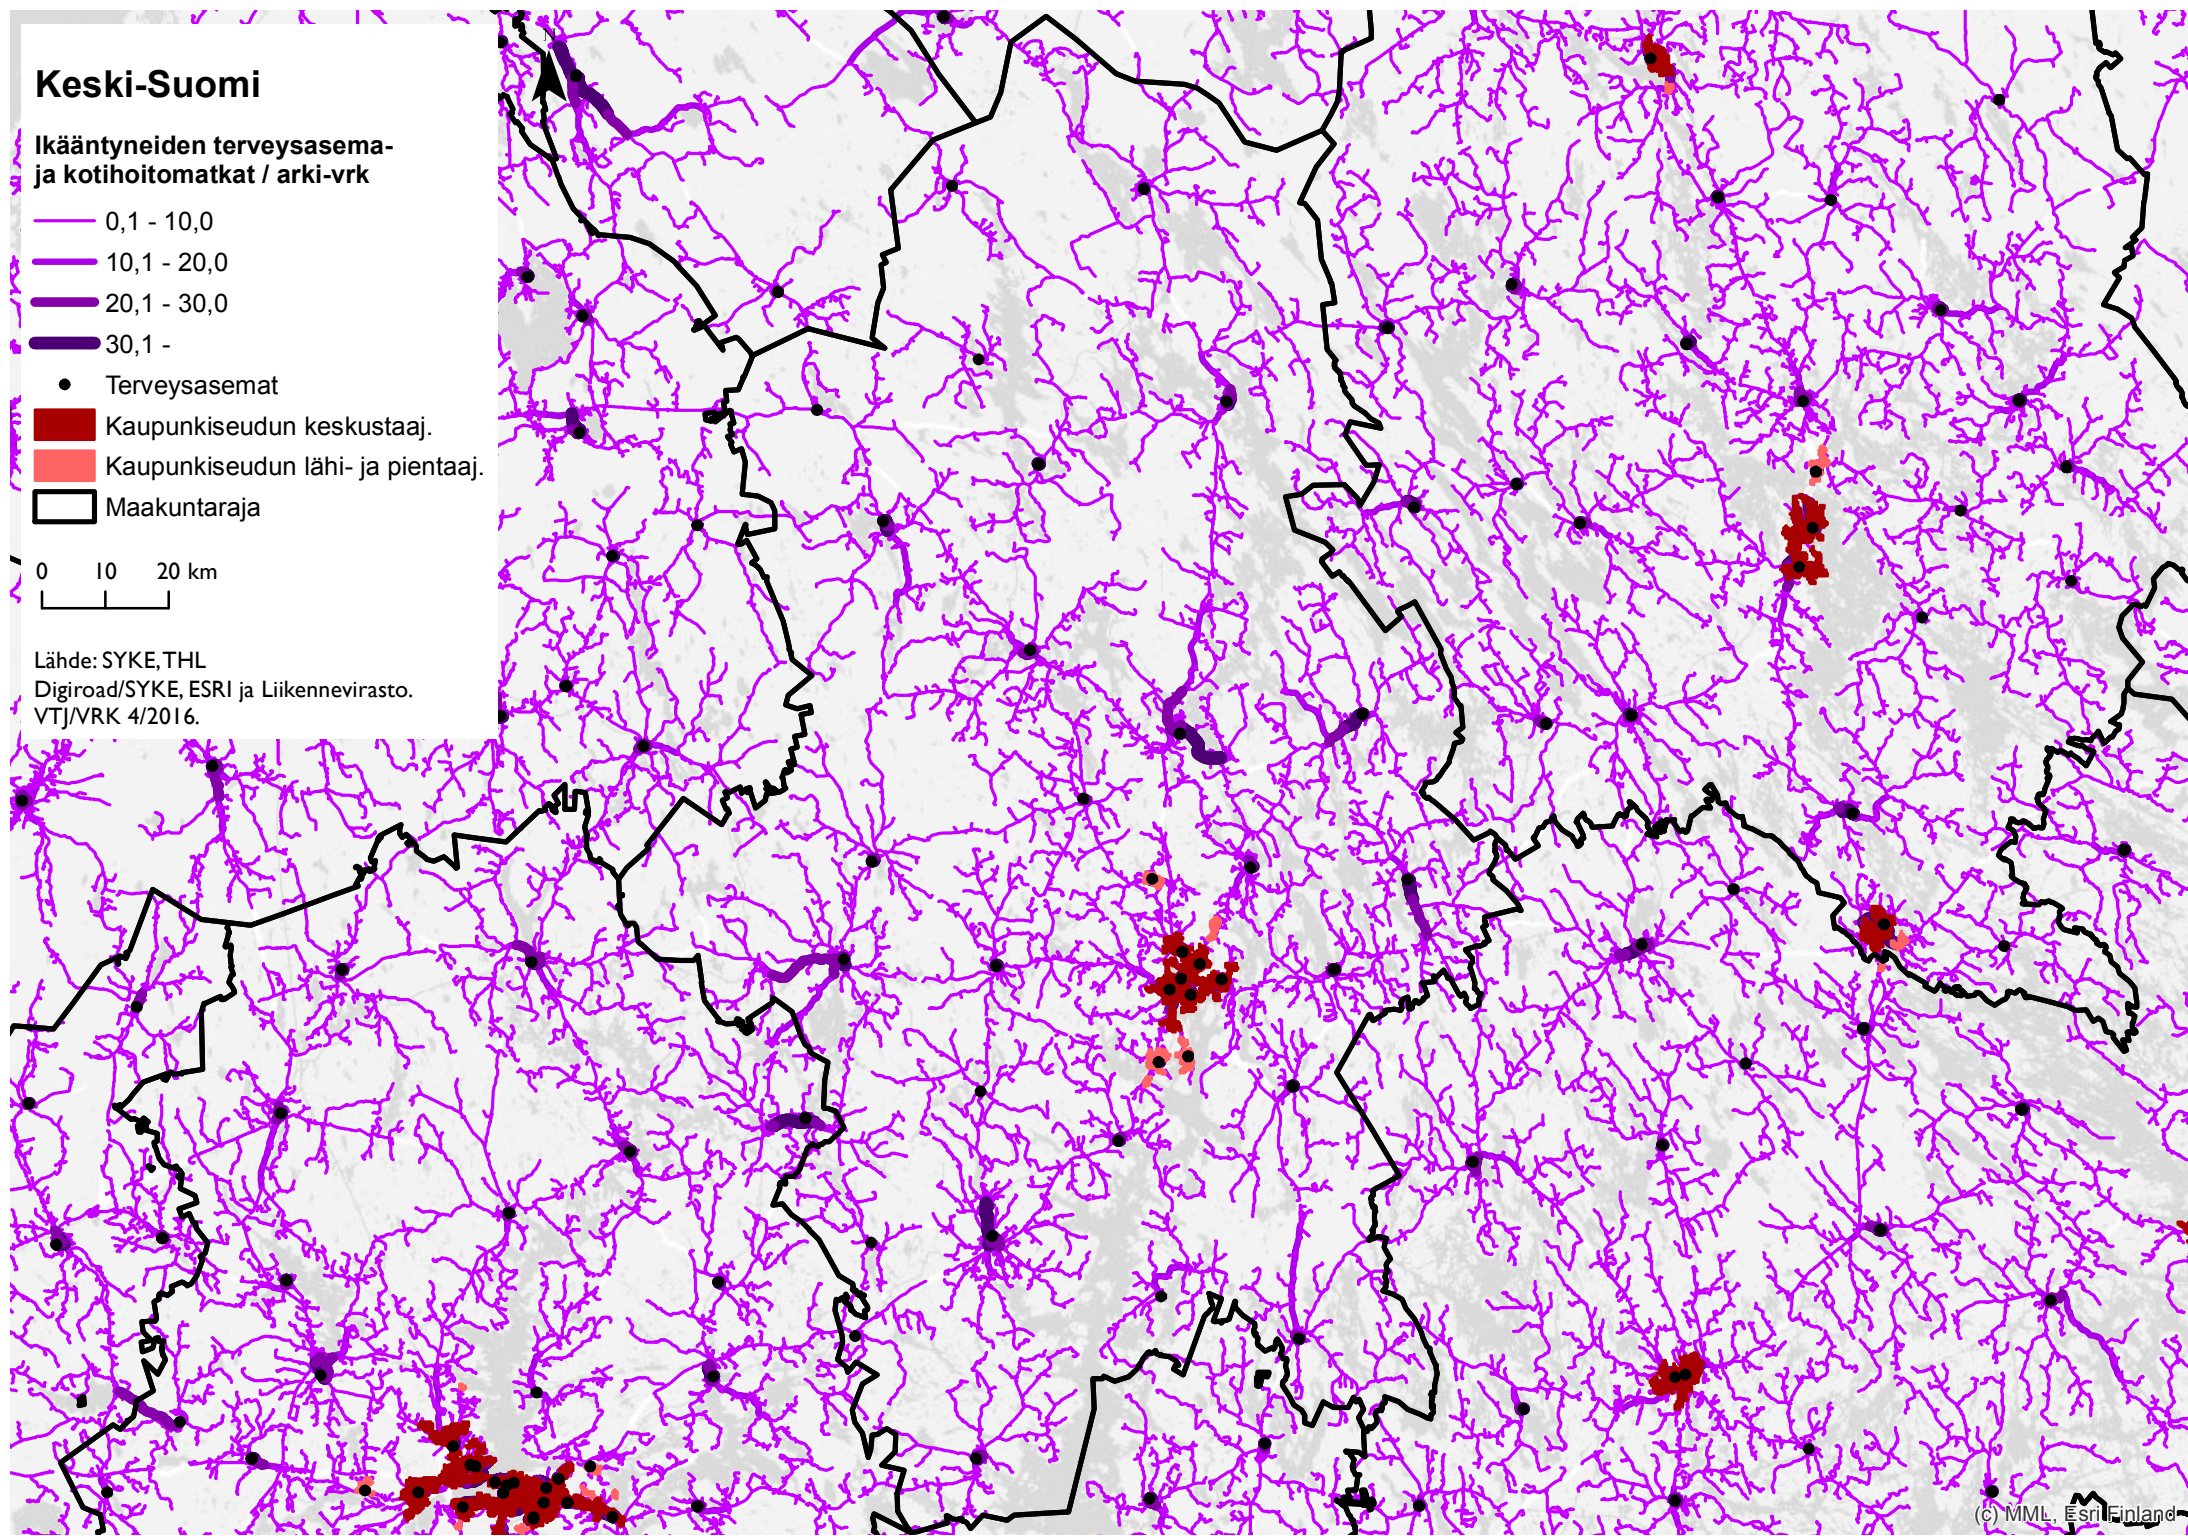 N
Keski-Suomi
Ikääntyneiden terveysasema-
ja kotihoitomatkat / arki-vrk
0,1 - 10,0
10,1 - 20,0
20,1 - 30,0
30,1 -
Terveysasemat
Kaupunkiseudun keskustaaj.
Kaupunkiseudun lähi- ja pientaaj.
Maakuntaraja
0 10 20 km
Lähde: SYKE, THL
Digiroad/SYKE, ESRI ja Liikennevirasto.
VTJ/VRK 4/2016.
(c) MML, Esri Finland